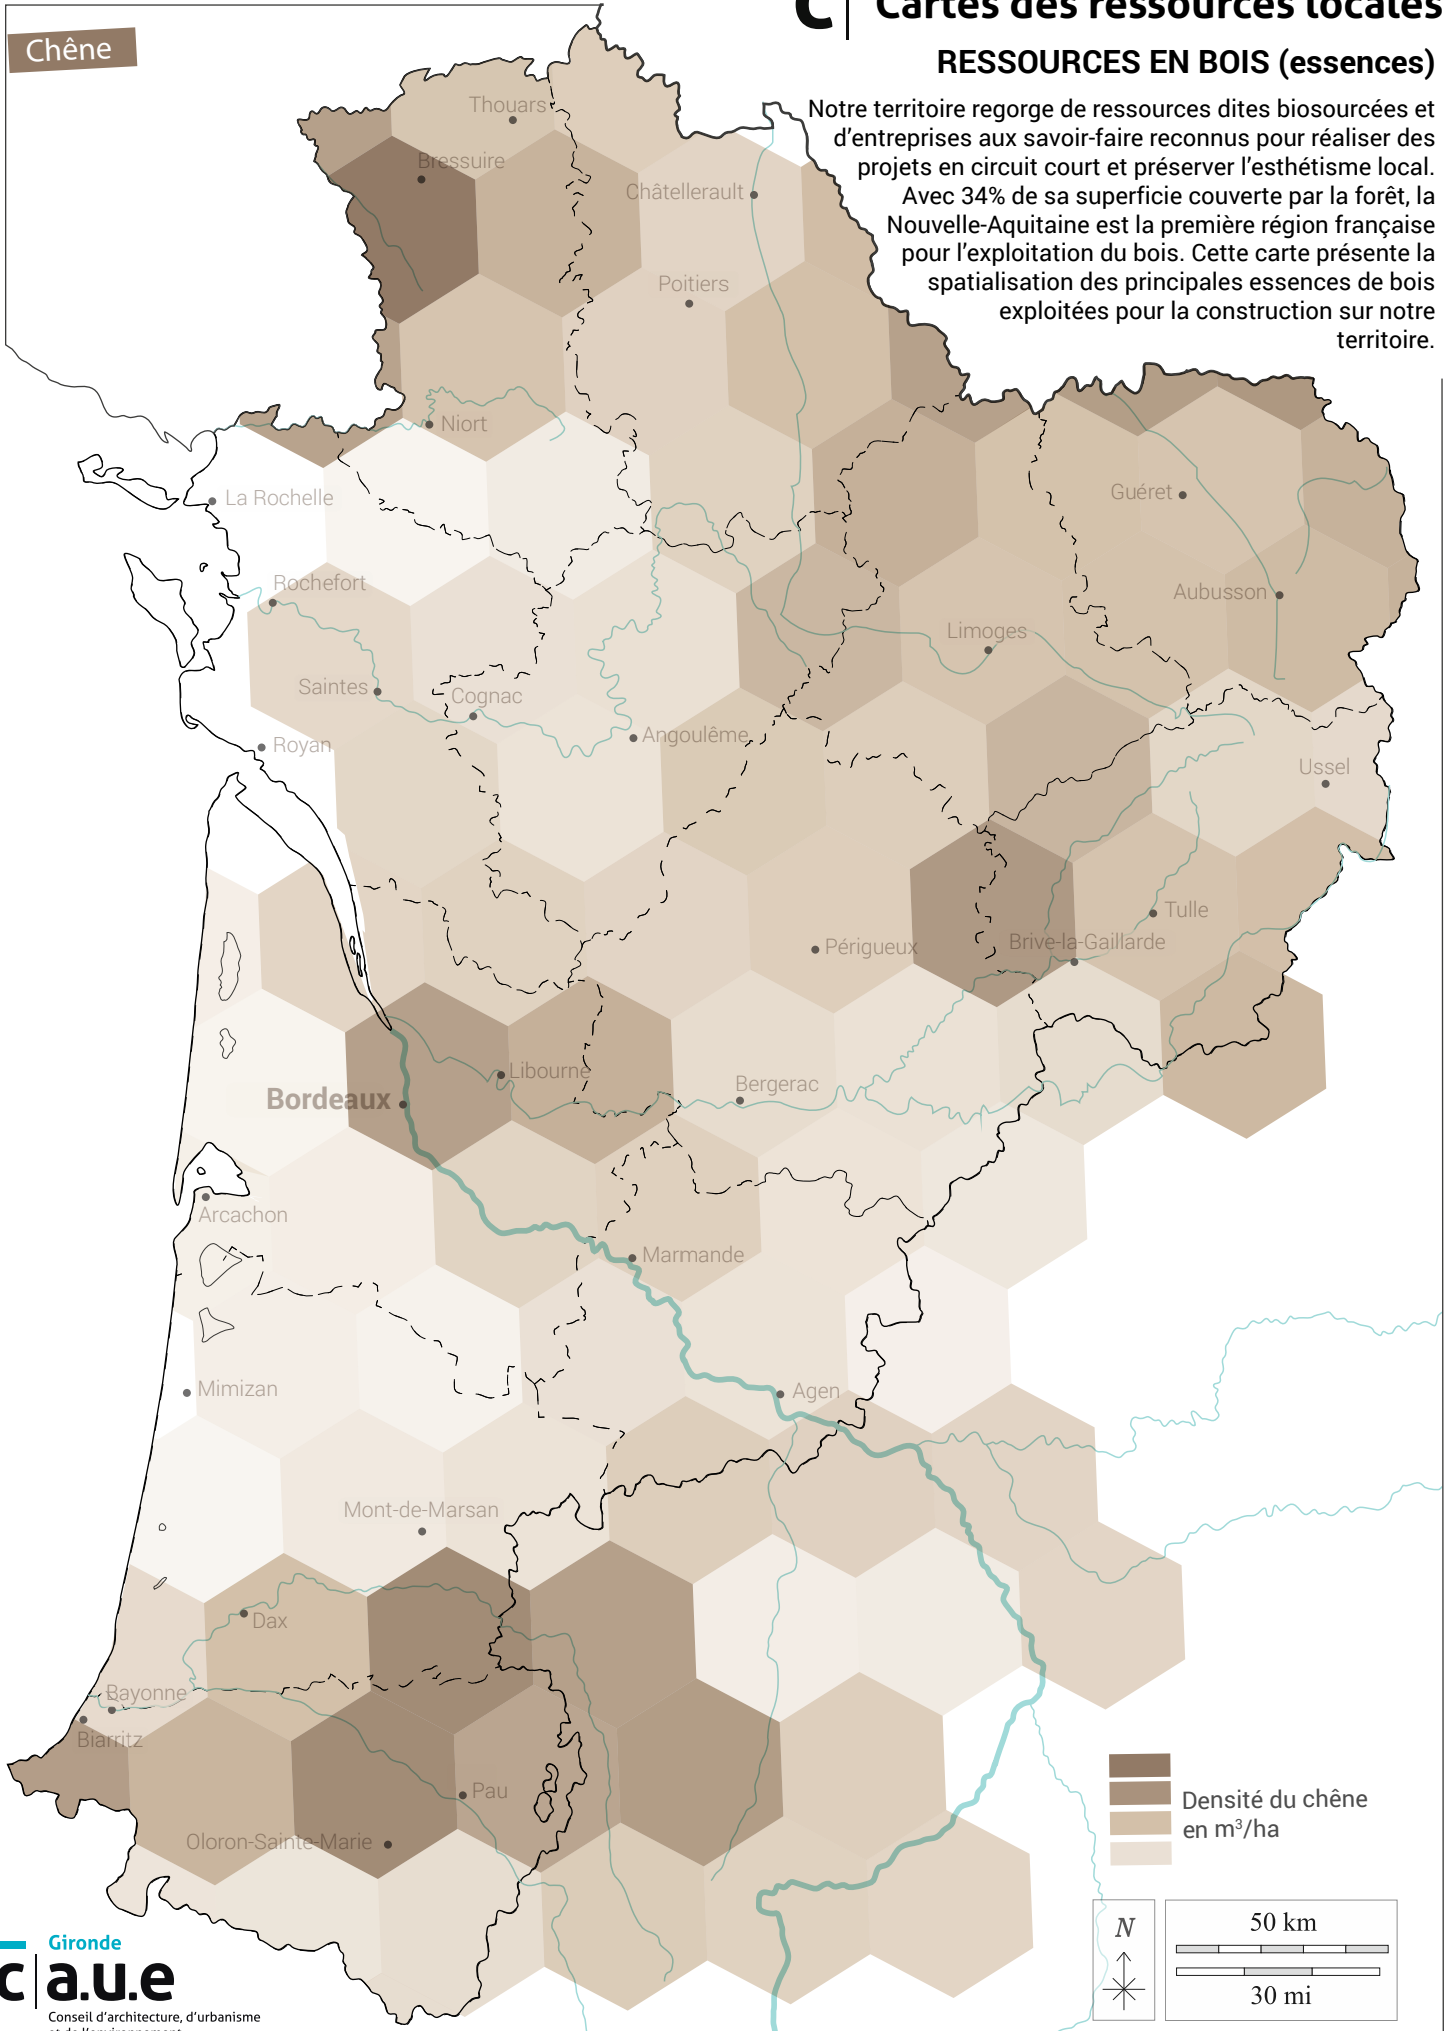 C | Cartes des ressources locales
RESSOURCES EN BOIS (essences)
Chêne
Notre territoire regorge de ressources dites biosourcées et
d’entreprises aux savoir-faire reconnus pour réaliser des
projets en circuit court et préserver l’esthétisme local.
Avec 34% de sa superficie couverte par la forêt, la
Nouvelle-Aquitaine est la première région française
pour l’exploitation du bois. Cette carte présente la
spatialisation des principales essences de bois
exploitées pour la construction sur notre
territoire.
Thouars
Bressuire
Châtellerault
Poitiers
Niort
La Rochelle
Guéret
Rochefort
Aubusson
Limoges
Saintes
Cognac
Angoulême
Royan
Ussel
Tulle
Périgueux
Brive-la-Gaillarde
Libourne
Bergerac
Bordeaux
Arcachon
Marmande
Mimizan
Agen
Mont-de-Marsan
Dax
Bayonne
Biarritz
Pau
Oloron-Sainte-Marie
Densité du chêne
en m³/ha
N
50 km
30 mi
Gironde
c|a.u.e
Conseil d’architecture, d’urbanisme
et de l’environnement